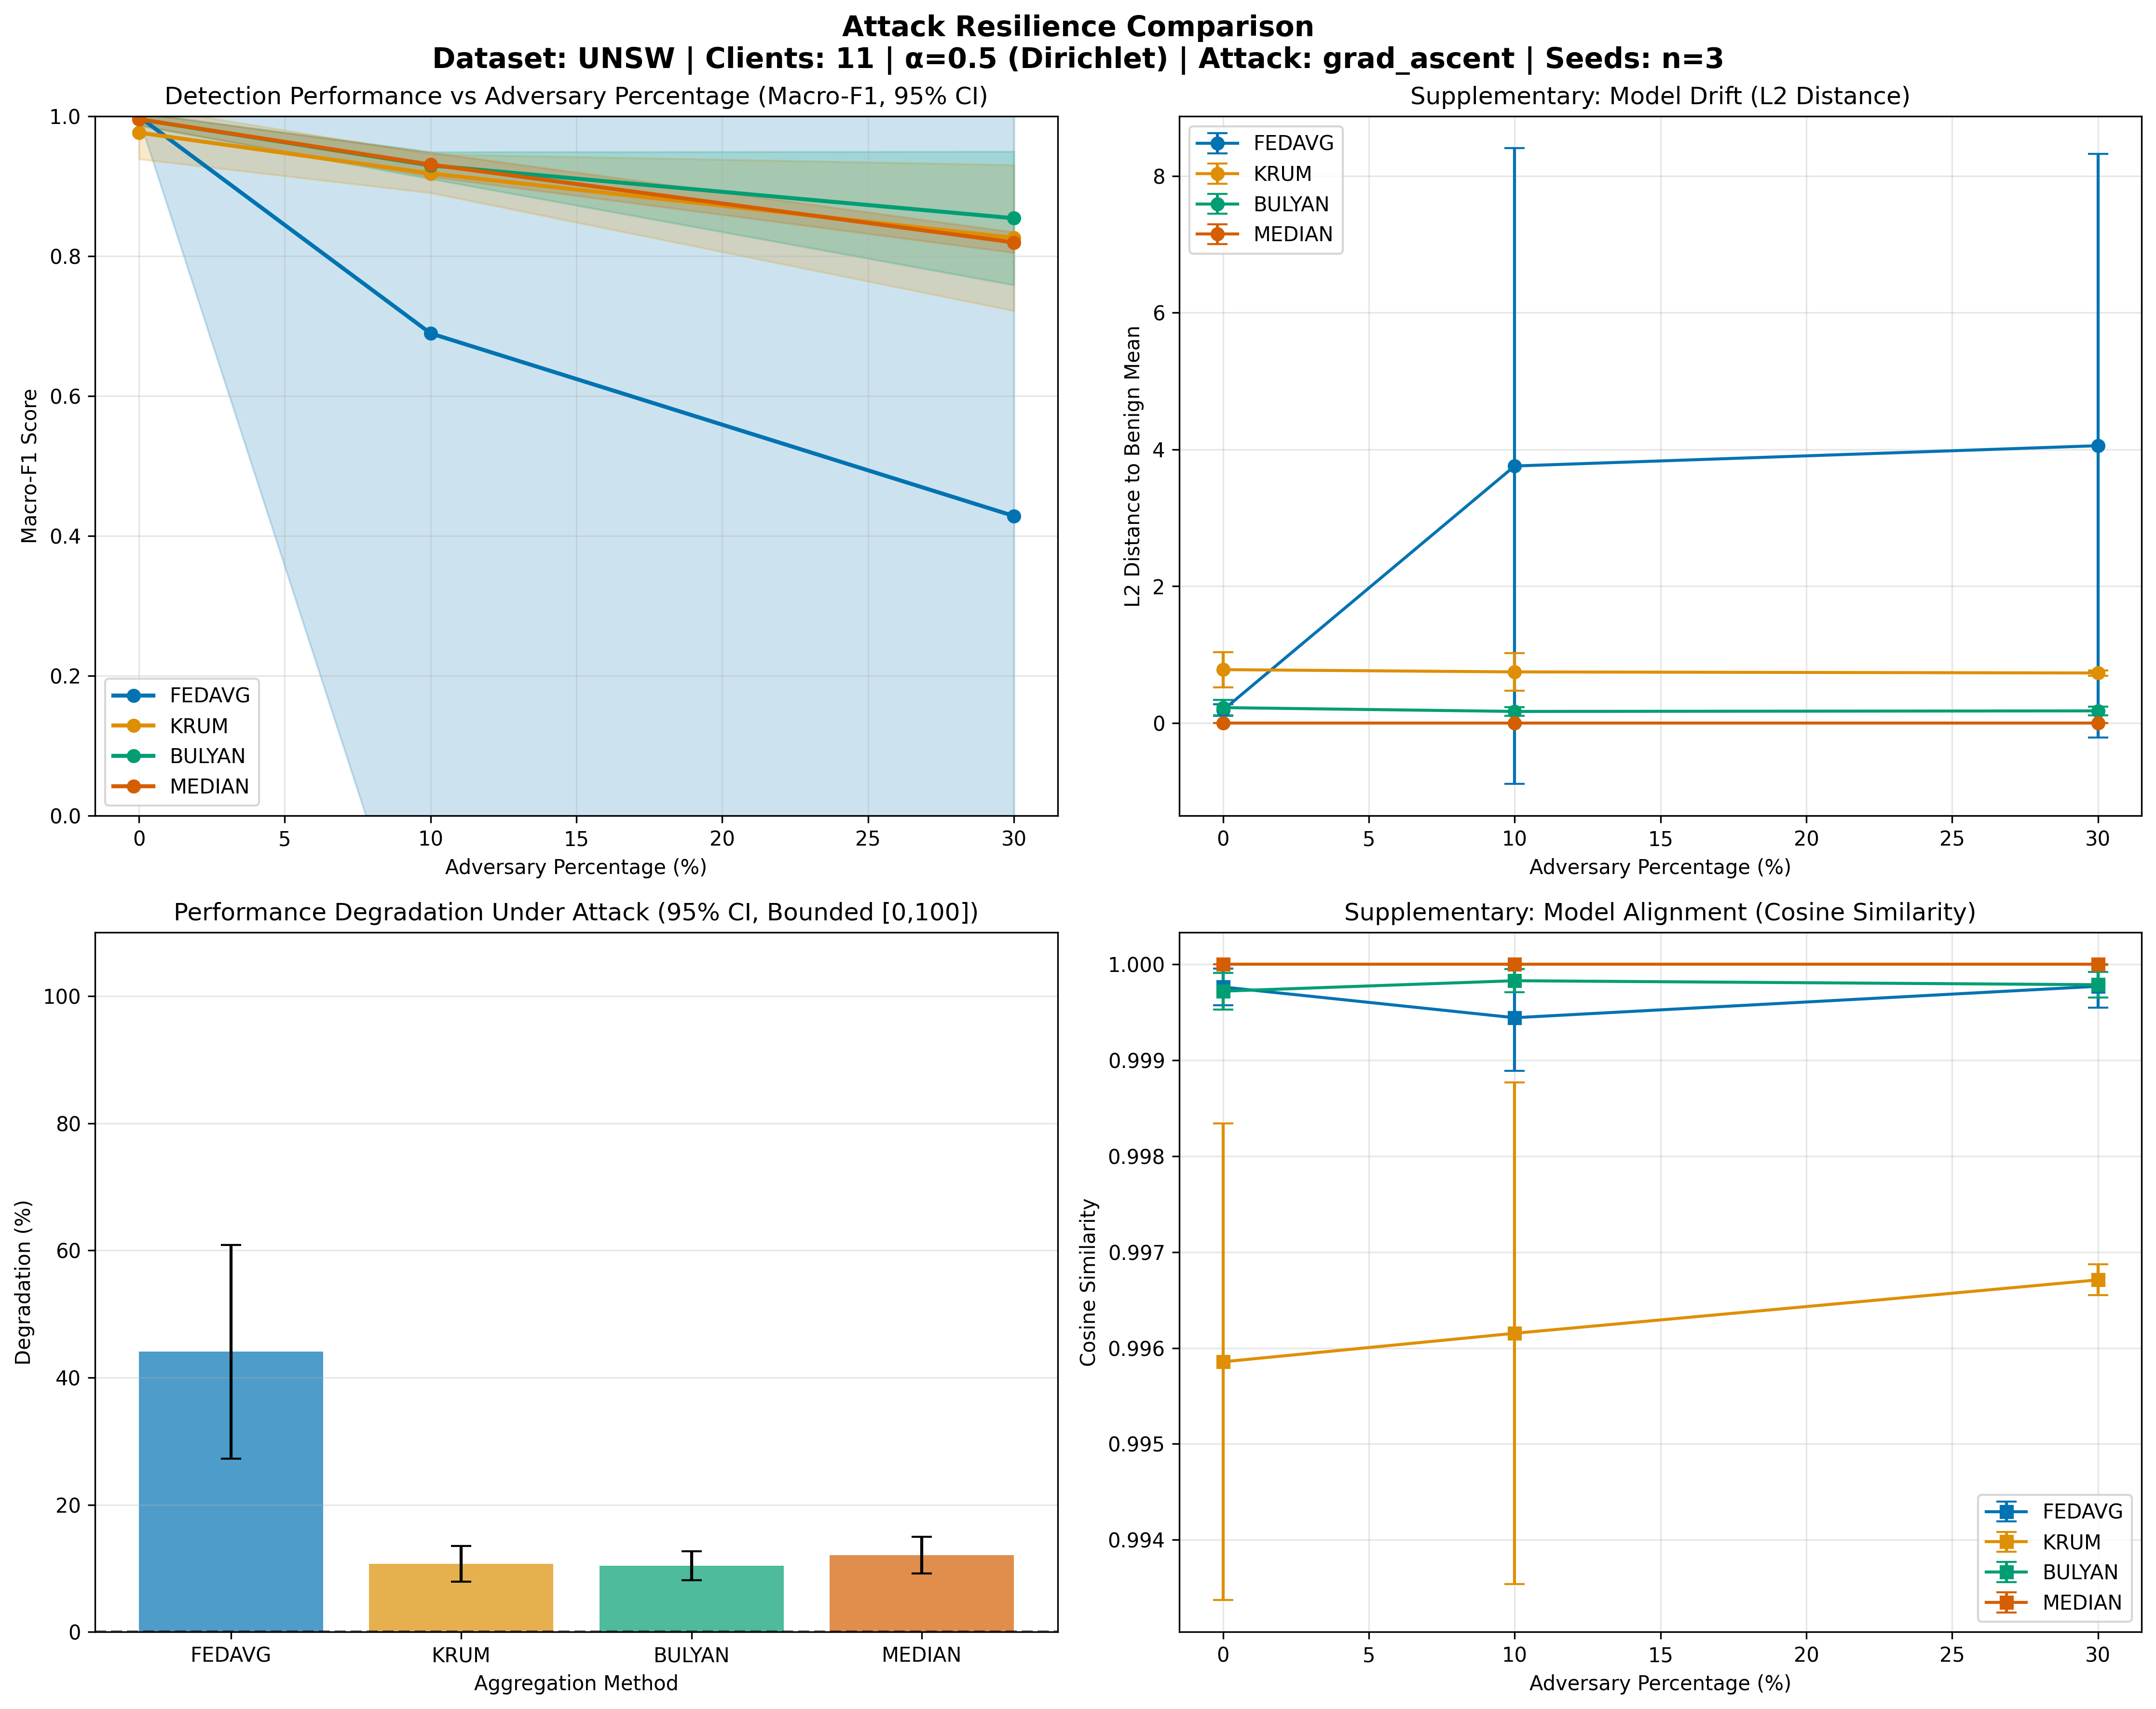 Attack Resilience Comparison
Dataset: UNSW | Clients: 11 | α=0.5 (Dirichlet) | Attack: grad_ascent | Seeds: n=3
Detection Performance vs Adversary Percentage (Macro-F1, 95% CI)
Macro-F1 Score
1.0
0.8
0.6
0.4
0.2
0.0
FEDAVG
KRUM
BULYAN
MEDIAN
0 5 10 15 20 25 30
Adversary Percentage (%)
Supplementary: Model Drift (L2 Distance)
L2 Distance to Benign Mean
8
6
4
2
0
FEDAVG
KRUM
BULYAN
MEDIAN
0 5 10 15 20 25 30
Adversary Percentage (%)
Performance Degradation Under Attack (95% CI, Bounded [0,100])
Degradation (%)
100
80
60
40
20
0
FEDAVG KRUM BULYAN MEDIAN
Aggregation Method
Supplementary: Model Alignment (Cosine Similarity)
Cosine Similarity
1.000
0.999
0.998
0.997
0.996
0.995
0.994
FEDAVG
KRUM
BULYAN
MEDIAN
0 5 10 15 20 25 30
Adversary Percentage (%)